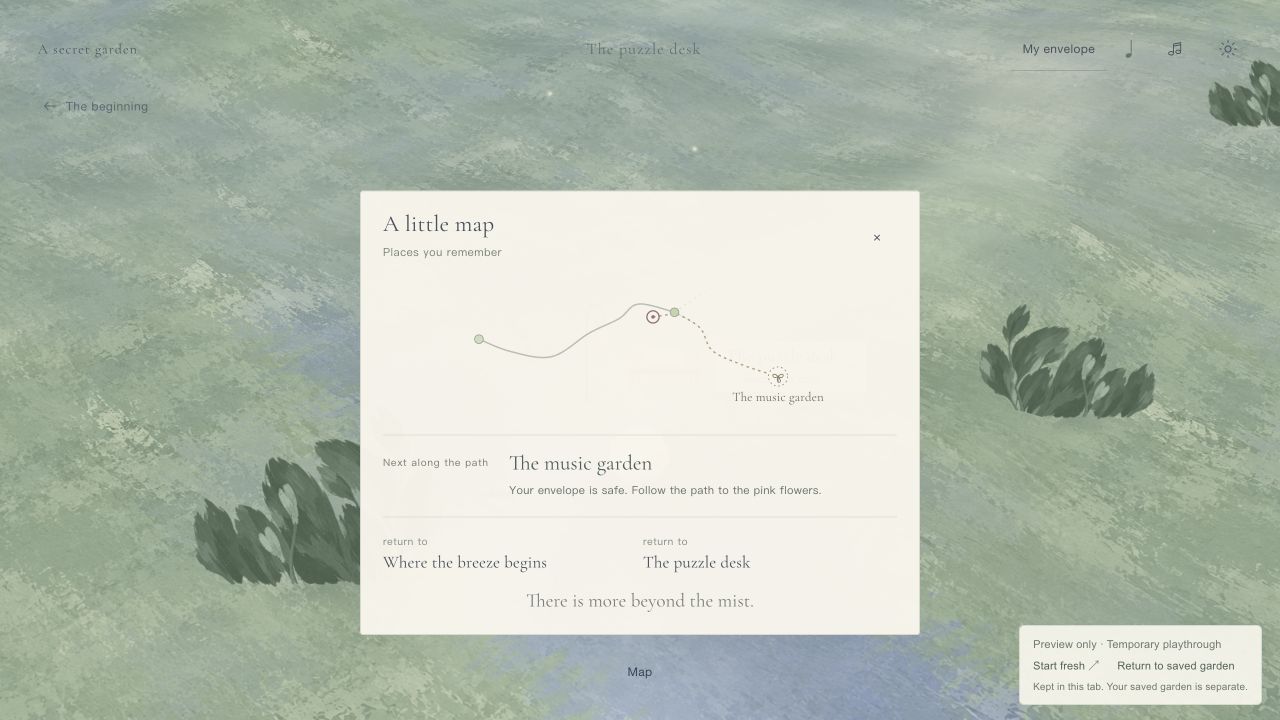 A secret garden
The puzzle desk
My envelope
The beginning
A little map
Places you remember
The music garden
Next along the path
The music garden
Your envelope is safe. Follow the path to the pink flowers.
return to
Where the breeze begins
return to
The puzzle desk
There is more beyond the mist.
Map
Preview only · Temporary playthrough
Start fresh ↗ Return to saved garden
Kept in this tab. Your saved garden is separate.